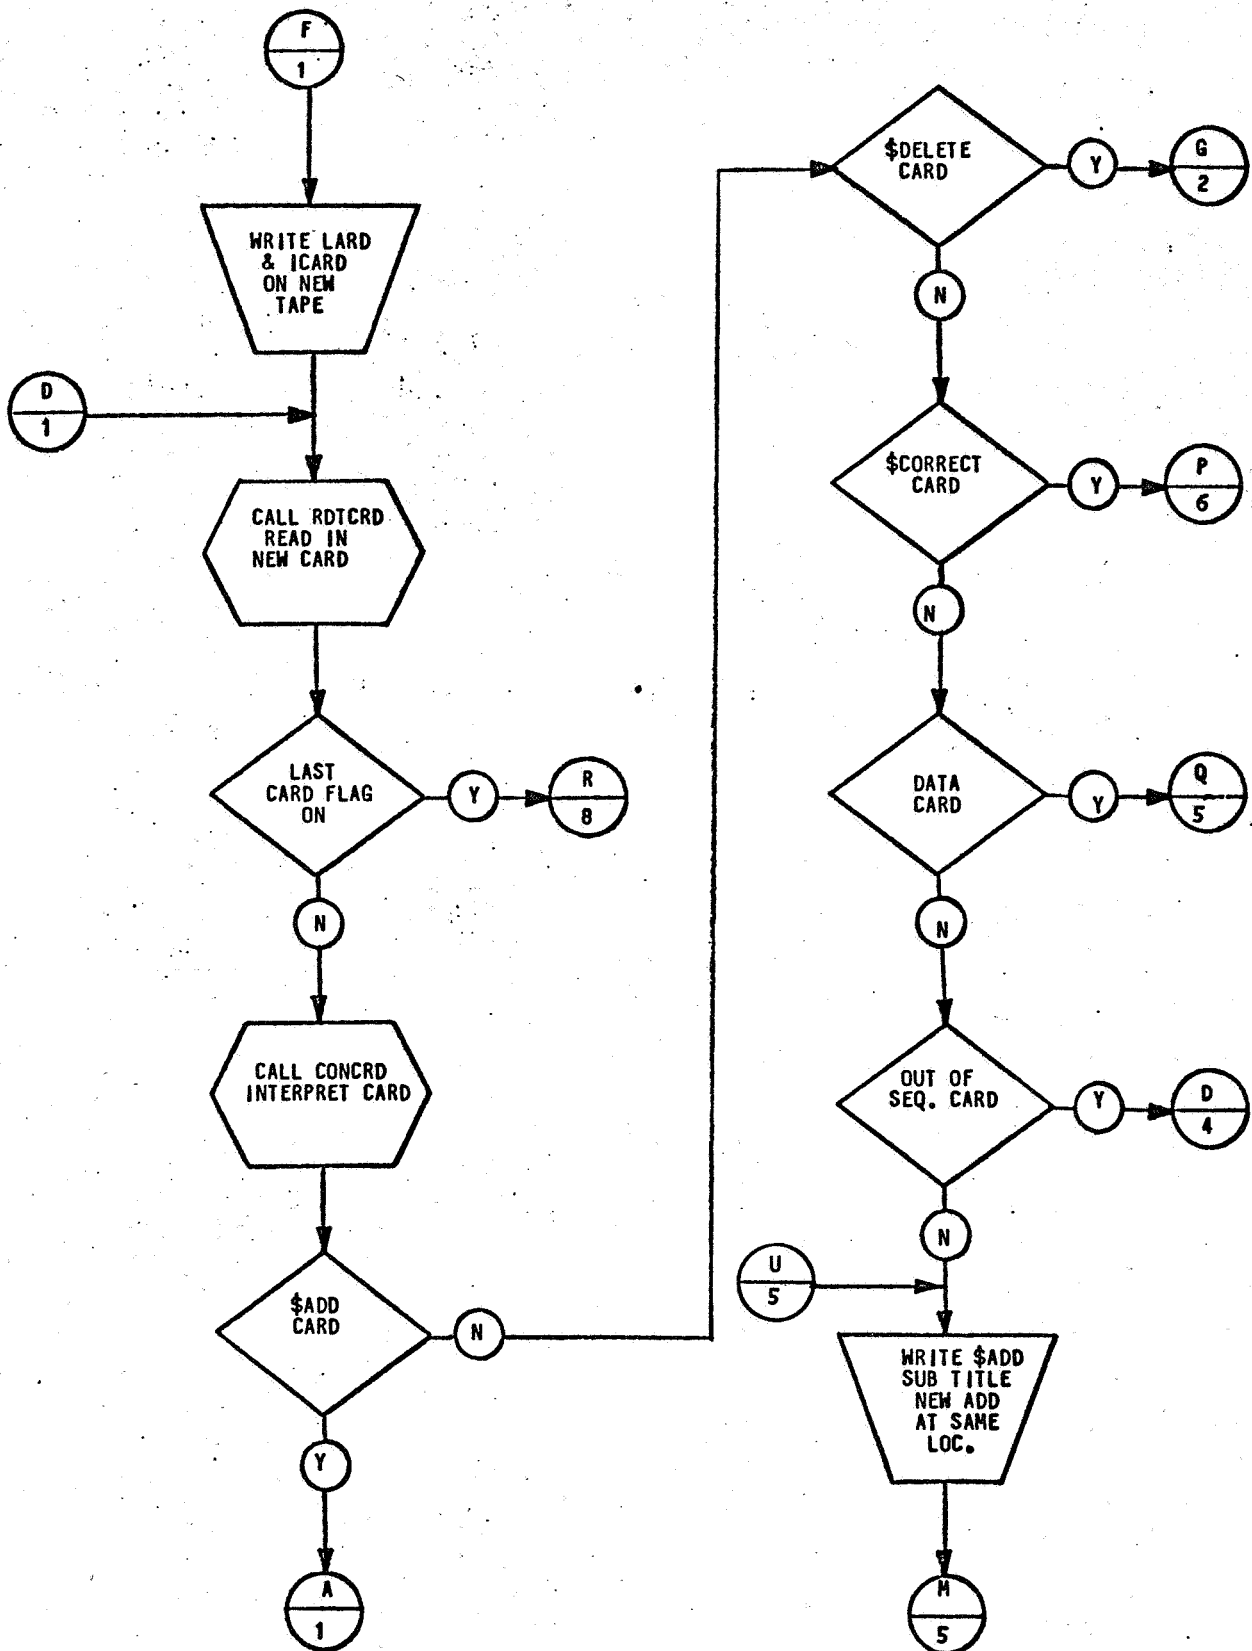 F
1
WRITE LARD
& ICARD
ON NEW
TAPE
D
1
CALL RDTCRD
READ IN
NEW CARD
LAST
CARD FLAG
ON
Y
R
8
N
CALL CONCRD
INTERPRET CARD
$ADD
CARD
N
Y
A
1
$DELETE
CARD
Y
G
2
N
$CORRECT
CARD
Y
P
6
N
DATA
CARD
Y
Q
5
N
OUT OF
SEQ. CARD
Y
D
4
N
U
5
WRITE $ADD
SUB TITLE
NEW ADD
AT SAME
LOC.
M
5